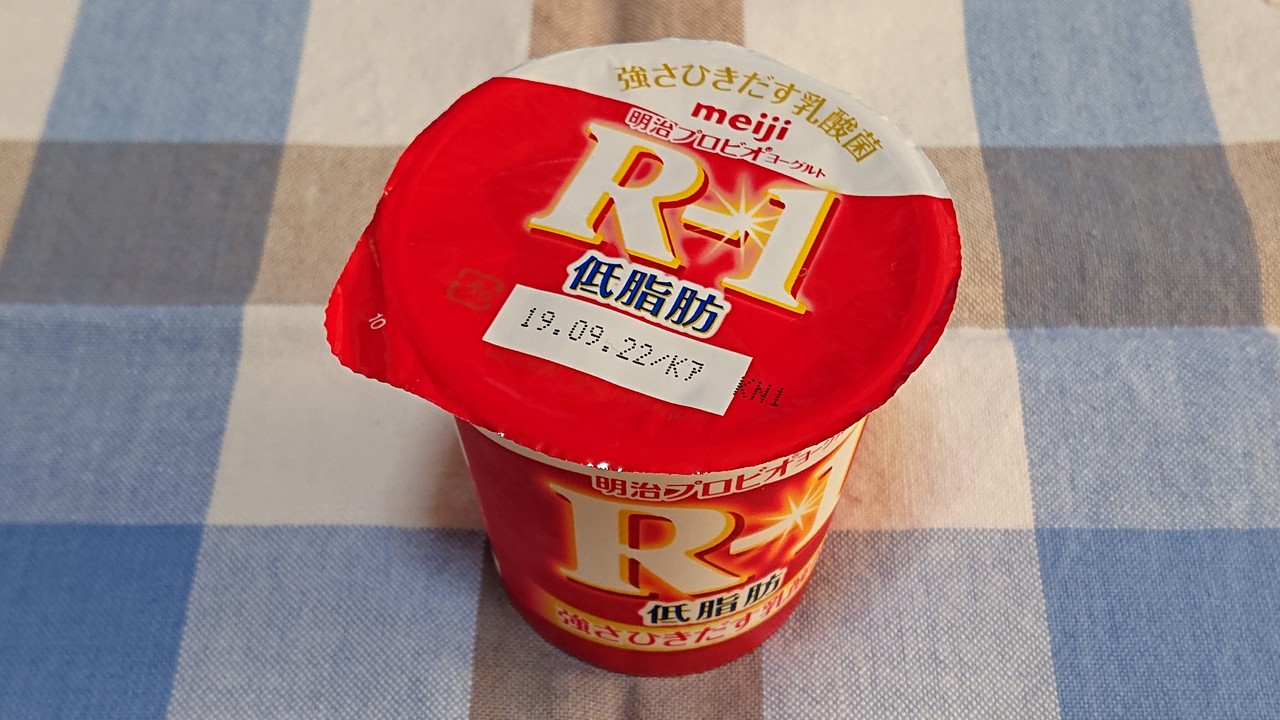 強さひきだす乳酸菌
meiji
明治プロビオヨーグルト
R-1
低脂肪
19.09.22/K7
KN1
10
明治プロビオヨーグル
R-1
低脂肪
強さひきだす乳